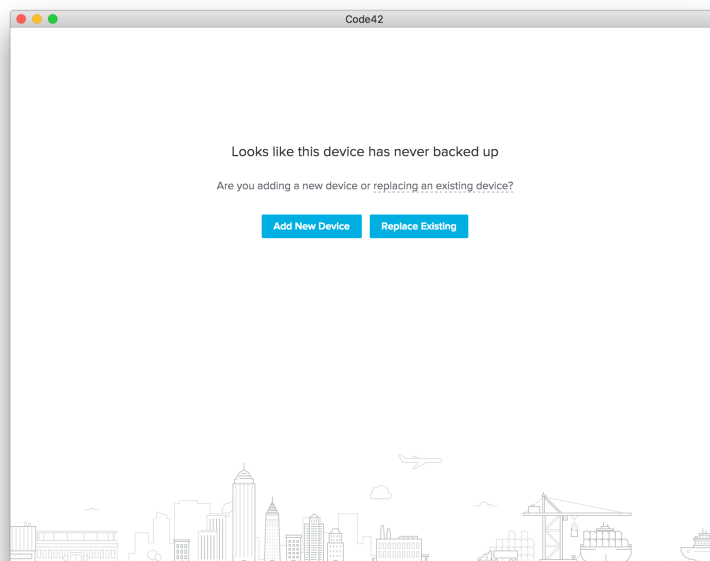 Code42
Looks like this device has never backed up
Are you adding a new device or replacing an existing device?
Add New Device
Replace Existing